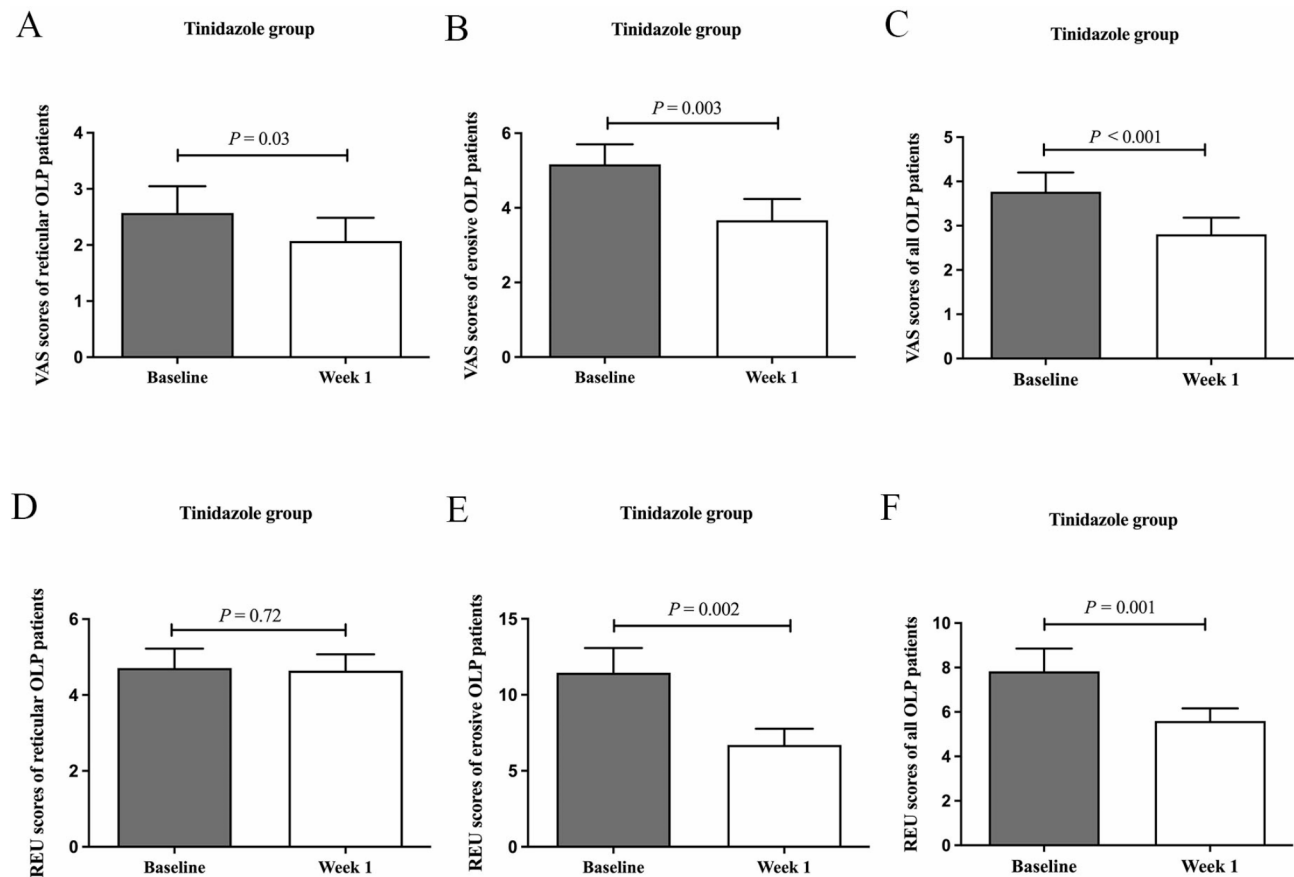 A
Tinidazole group
VAS scores of reticular OLP patients
4
3
2
1
0
P = 0.03
Baseline
Week 1
B
Tinidazole group
VAS scores of erosive OLP patients
6
4
2
0
P = 0.003
Baseline
Week 1
C
Tinidazole group
VAS scores of all OLP patients
5
4
3
2
1
0
P < 0.001
Baseline
Week 1
D
Tinidazole group
REU scores of reticular OLP patients
6
4
2
0
P = 0.72
Baseline
Week 1
E
Tinidazole group
REU scores of erosive OLP patients
15
10
5
0
P = 0.002
Baseline
Week 1
F
Tinidazole group
REU scores of all OLP patients
10
8
6
4
2
0
P = 0.001
Baseline
Week 1